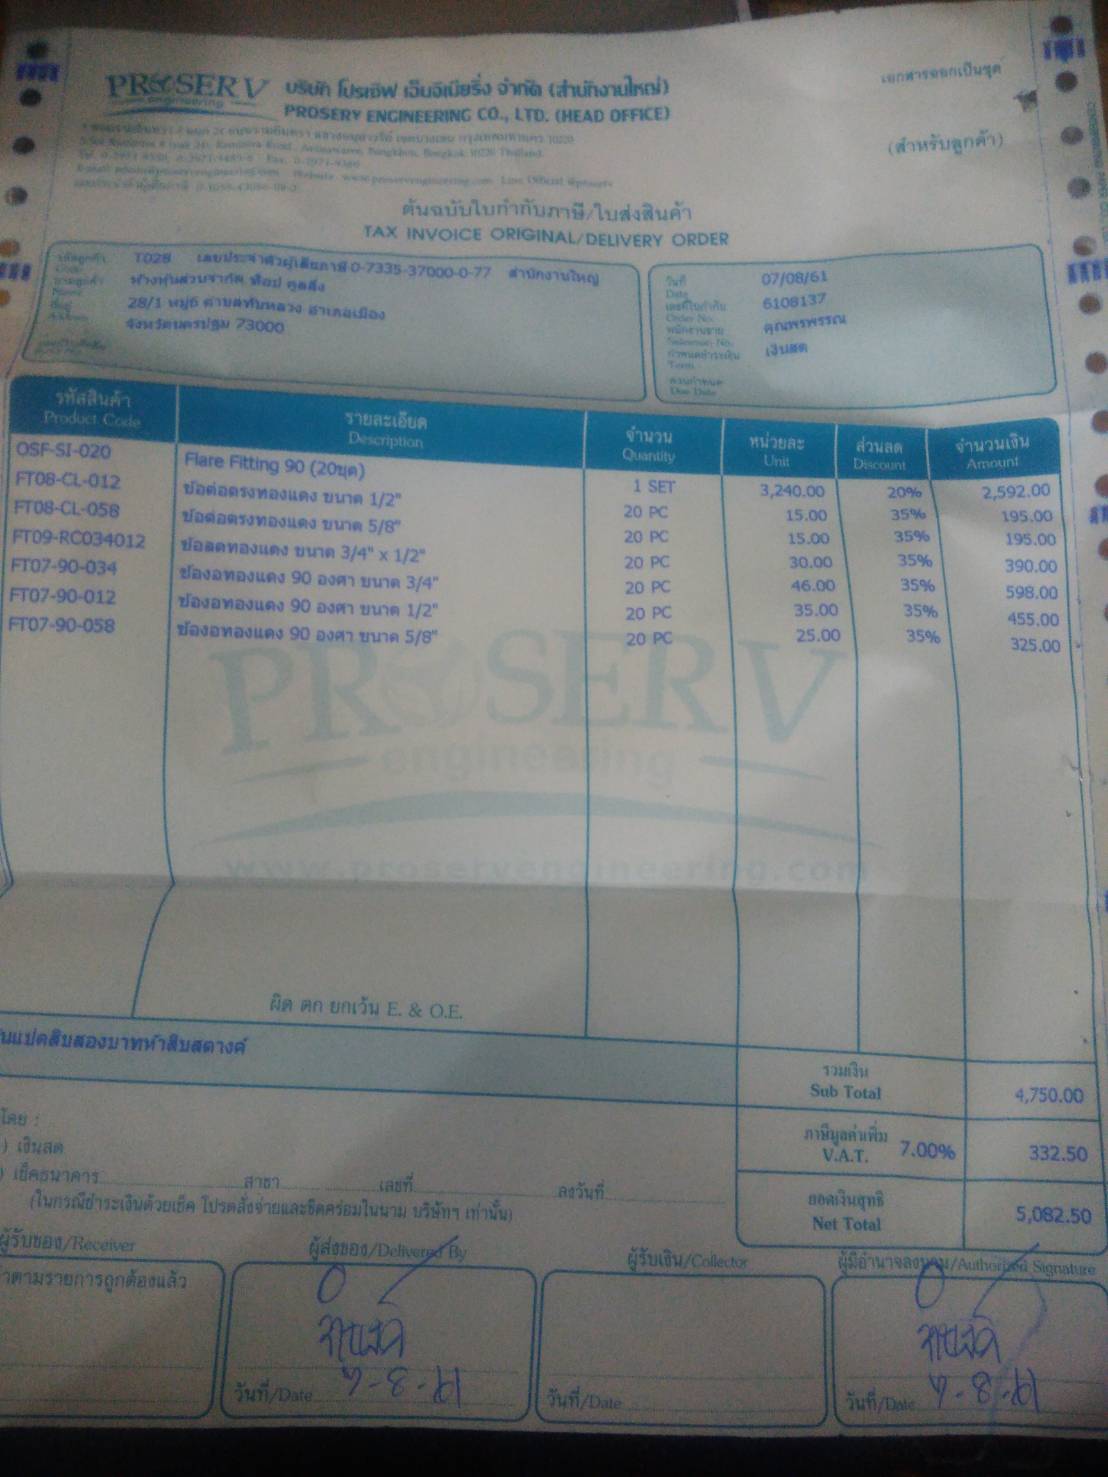 PROSERV
engineering
บริษัท โปรเซิฟ เอ็นจิเนียริ่ง จำกัด (สำนักงานใหญ่)
PROSERV ENGINEERING CO., LTD. (HEAD OFFICE)
เอกสารออกเป็นชุด
(สำหรับลูกค้า)
ต้นฉบับใบกำกับภาษี/ใบส่งสินค้า
TAX INVOICE ORIGINAL/DELIVERY ORDER
รหัสลูกค้า T028 เลขประจำตัวผู้เสียภาษี 0-7335-37000-0-77 สำนักงานใหญ่
Code
นามลูกค้า ห้างหุ้นส่วนจำกัด ท็อป คูลลิ่ง
Name
ที่อยู่ 28/1 หมู่6 ตำบลทับหลวง อำเภอเมือง
Address จังหวัดนครปฐม 73000
วันที่ 07/08/61
Date
เลขที่ใบกำกับ 6108137
Order No.
พนักงานขาย คุณพรพรรณ
Salesman No.
กำหนดชำระเงิน เงินสด
Term
ครบกำหนด
Due Date
รหัสสินค้า รายละเอียด จำนวน หน่วยละ ส่วนลด จำนวนเงิน
Product Code Description Quantity Unit Discount Amount
OSF-SI-020 Flare Fitting 90 (20ชุด) 1 SET 3,240.00 20% 2,592.00
FT08-CL-012 ข้อต่อตรงทองแดง ขนาด 1/2" 20 PC 15.00 35% 195.00
FT08-CL-058 ข้อต่อตรงทองแดง ขนาด 5/8" 20 PC 15.00 35% 195.00
FT09-RC034012 ข้อลดทองแดง ขนาด 3/4" x 1/2" 20 PC 30.00 35% 390.00
FT07-90-034 ข้องอทองแดง 90 องศา ขนาด 3/4" 20 PC 46.00 35% 598.00
FT07-90-012 ข้องอทองแดง 90 องศา ขนาด 1/2" 20 PC 35.00 35% 455.00
FT07-90-058 ข้องอทองแดง 90 องศา ขนาด 5/8" 20 PC 25.00 35% 325.00
PROSERV
engineering
www.proservengineering.com
ผิด ตก ยกเว้น E. & O.E.
นแปดสิบสองบาทห้าสิบสตางค์
รวมเงิน
Sub Total 4,750.00
ภาษีมูลค่าเพิ่ม
V.A.T. 7.00% 332.50
ยอดเงินสุทธิ
Net Total 5,082.50
โดย :
) เงินสด
) เช็คธนาคาร สาขา เลขที่ ลงวันที่
(ในกรณีชำระเงินด้วยเช็ค โปรดสั่งจ่ายและขีดคร่อมในนาม บริษัทฯ เท่านั้น)
ผู้รับของ/Receiver ผู้ส่งของ/Delivered By ผู้รับเงิน/Collector ผู้มีอำนาจลงนาม/Authorized Signature
ตามรายการถูกต้องแล้ว
วันที่/Date วันที่/Date วันที่/Date